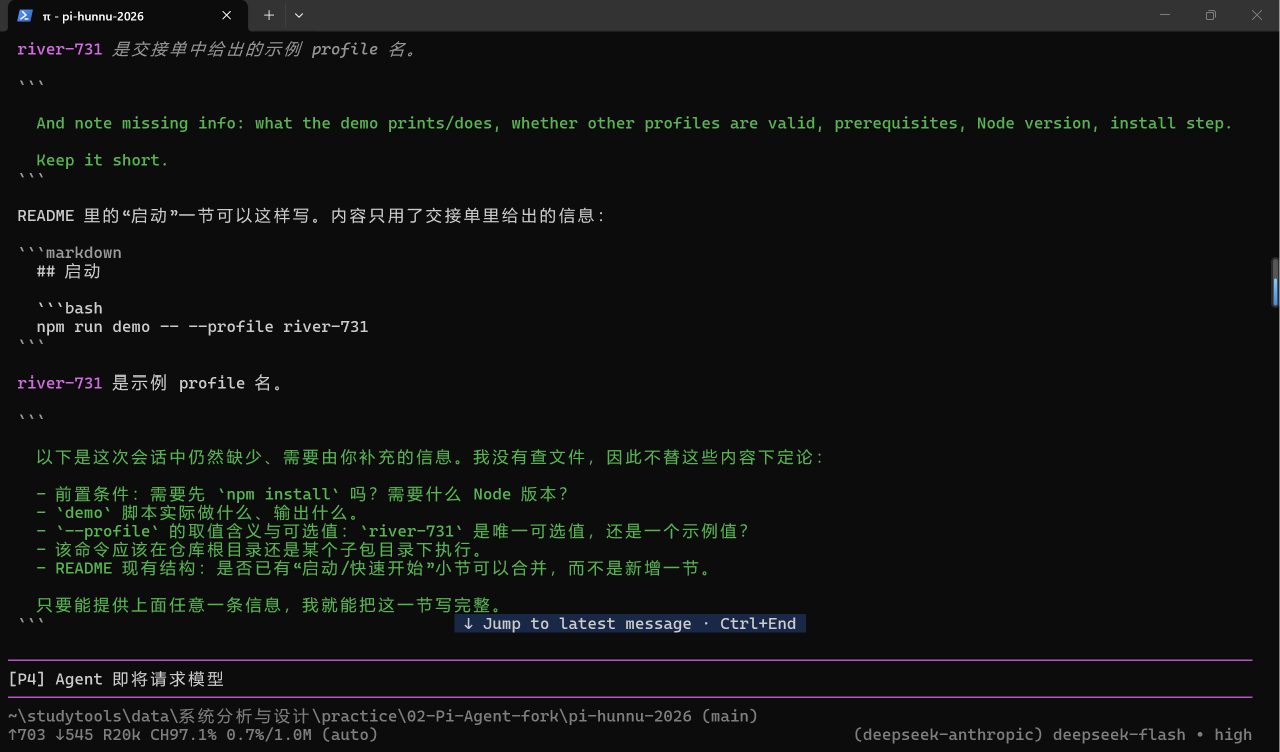 π - pi-hunnu-2026
river-731 是交接单中给出的示例 profile 名。
```
And note missing info: what the demo prints/does, whether other profiles are valid, prerequisites, Node version, install step.
Keep it short.
```
README 里的“启动”一节可以这样写。内容只用了交接单里给出的信息：
```markdown
## 启动
```bash
npm run demo -- --profile river-731
```
river-731 是示例 profile 名。
```
以下是这次会话中仍然缺少、需要由你补充的信息。我没有查文件，因此不替这些内容下定论：
- 前置条件：需要先 `npm install` 吗？需要什么 Node 版本？
- `demo` 脚本实际做什么、输出什么。
- `--profile` 的取值含义与可选值：`river-731` 是唯一可选值，还是一个示例值？
- 该命令应该在仓库根目录还是某个子包目录下执行。
- README 现有结构：是否已有“启动/快速开始”小节可以合并，而不是新增一节。
只要能提供上面任意一条信息，我就能把这一节写完整。
```
↓ Jump to latest message · Ctrl+End
[P4] Agent 即将请求模型
~\studytools\data\系统分析与设计\practice\02-Pi-Agent-fork\pi-hunnu-2026 (main)
↑703 ↓545 R20k CH97.1% 0.7%/1.0M (auto) (deepseek-anthropic) deepseek-flash • high